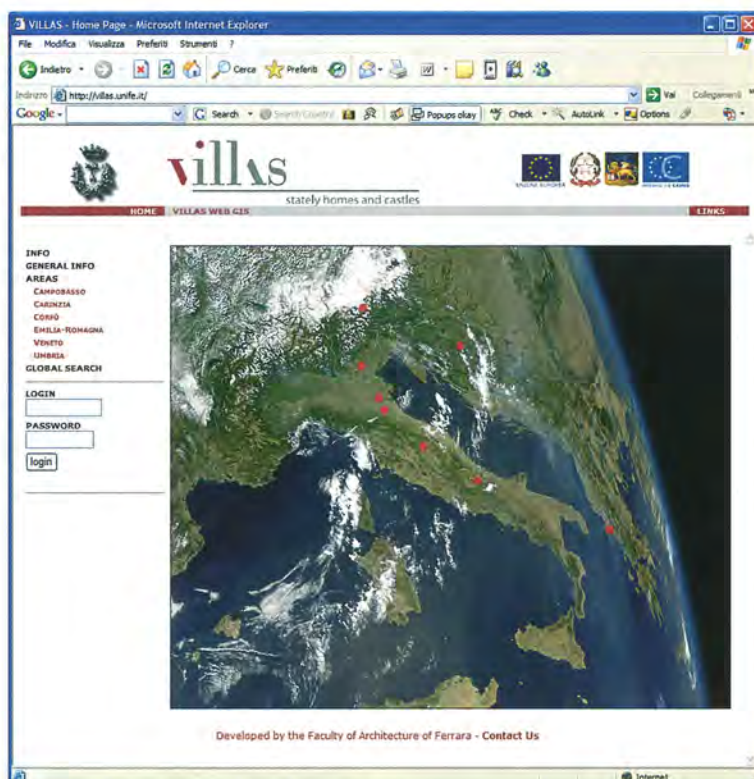 ViLLAS - Home Page - Microsoft Internet Explorer
File Modifica Visualizza Preferiti Strumenti ?
Indietro Cerca Preferiti
Indirizzo http://villas.unife.it/ Vai Collegamenti »
Google Search Search Country Popups okay Check AutoLink Options
villas
stately homes and castles
HOME VILLAS WEB GIS LINKS
INFO
GENERAL INFO
AREAS
CAMPOBASSO
CARINZIA
CORFÙ
EMILIA-ROMAGNA
VENETO
UMBRIA
GLOBAL SEARCH
LOGIN
PASSWORD
login
Developed by the Faculty of Architecture of Ferrara - Contact Us
Internet